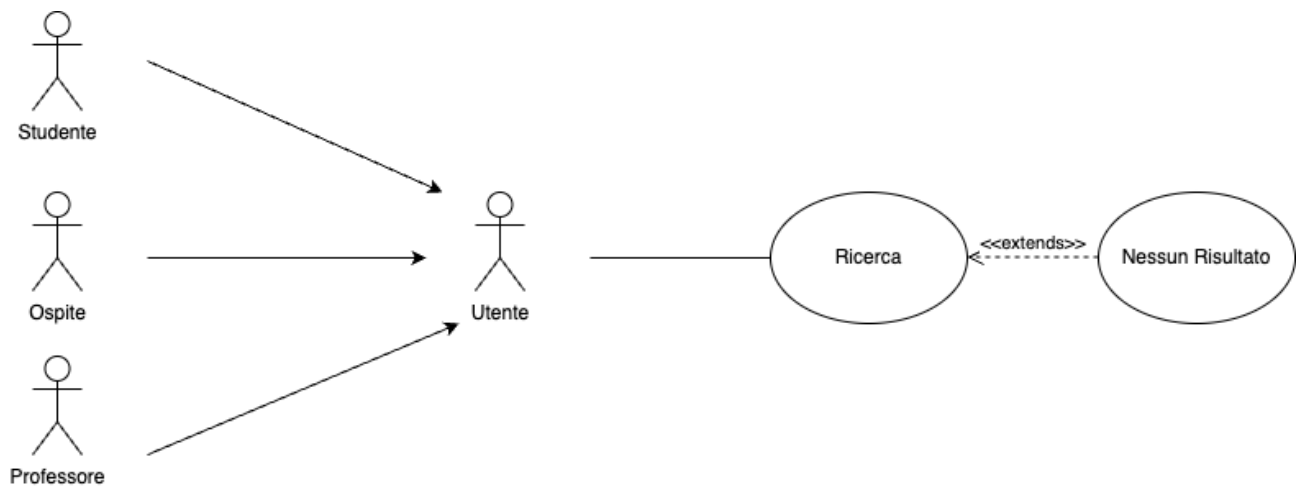 Studente
Ospite
Professore
Utente
Ricerca
<<extends>>
Nessun Risultato